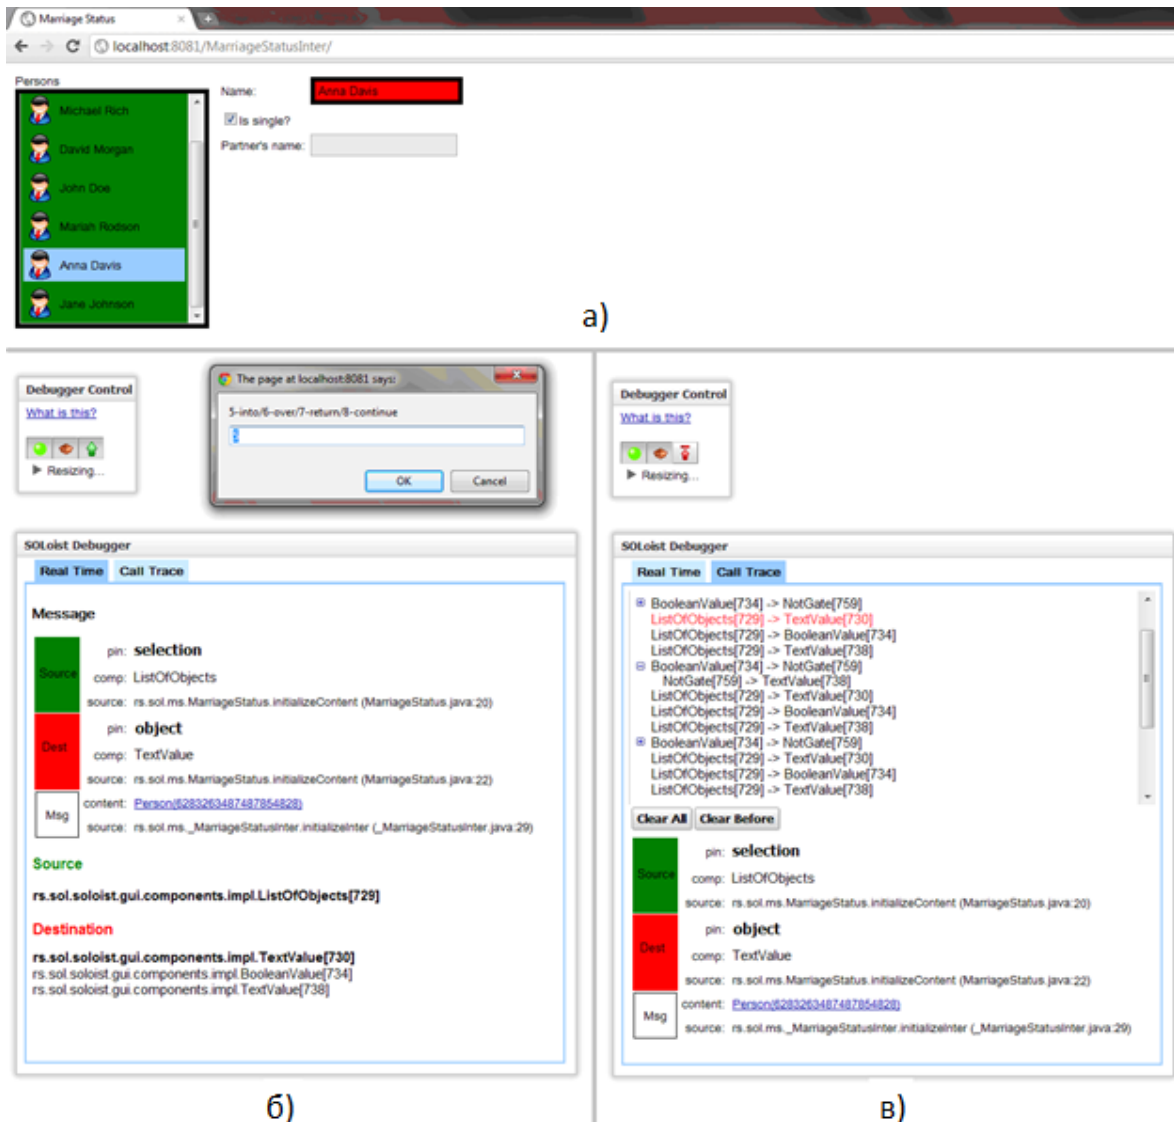 Marriage Status
localhost:8081/MarriageStatusInter/
Persons
Michael Rich
David Morgan
John Doe
Mariah Rodson
Anna Davis
Jane Johnson
Name:
Anna Davis
Is single?
Partner's name:
а)
Debugger Control
What is this?
Resizing...
The page at localhost:8081 says:
5-into/6-over/7-return/8-continue
5
OK
Cancel
SOLoist Debugger
Real Time Call Trace
Message
Source
pin: selection
comp: ListOfObjects
source: rs.sol.ms.MarriageStatus.initializeContent (MarriageStatus.java:20)
Dest
pin: object
comp: TextValue
source: rs.sol.ms.MarriageStatus.initializeContent (MarriageStatus.java:22)
Msg
content: Person(6283263487487854828)
source: rs.sol.ms._MarriageStatusInter.initializeInter (_MarriageStatusInter.java:29)
Source
rs.sol.soloist.gui.components.impl.ListOfObjects[729]
Destination
rs.sol.soloist.gui.components.impl.TextValue[730]
rs.sol.soloist.gui.components.impl.BooleanValue[734]
rs.sol.soloist.gui.components.impl.TextValue[738]
б)
Debugger Control
What is this?
Resizing...
SOLoist Debugger
Real Time Call Trace
BooleanValue[734] -> NotGate[759]
ListOfObjects[729] -> TextValue[730]
ListOfObjects[729] -> BooleanValue[734]
ListOfObjects[729] -> TextValue[738]
BooleanValue[734] -> NotGate[759]
NotGate[759] -> TextValue[738]
ListOfObjects[729] -> TextValue[730]
ListOfObjects[729] -> BooleanValue[734]
ListOfObjects[729] -> TextValue[738]
BooleanValue[734] -> NotGate[759]
ListOfObjects[729] -> TextValue[730]
ListOfObjects[729] -> BooleanValue[734]
ListOfObjects[729] -> TextValue[738]
Clear All Clear Before
Source
pin: selection
comp: ListOfObjects
source: rs.sol.ms.MarriageStatus.initializeContent (MarriageStatus.java:20)
Dest
pin: object
comp: TextValue
source: rs.sol.ms.MarriageStatus.initializeContent (MarriageStatus.java:22)
Msg
content: Person(6283263487487854828)
source: rs.sol.ms._MarriageStatusInter.initializeInter (_MarriageStatusInter.java:29)
в)